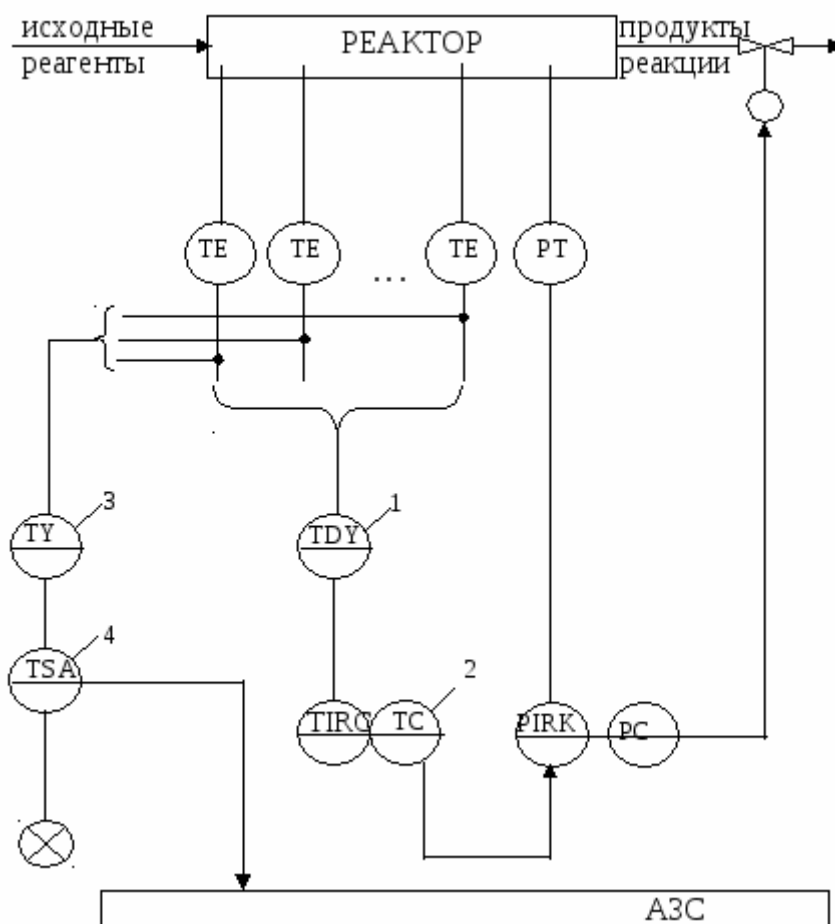 исходные
реагенты
РЕАКТОР
продукты
реакции
TE
TE
...
TE
PT
3
TY
1
TDY
4
TSA
2
TIRC
TC
PIRK
PC
АЗС